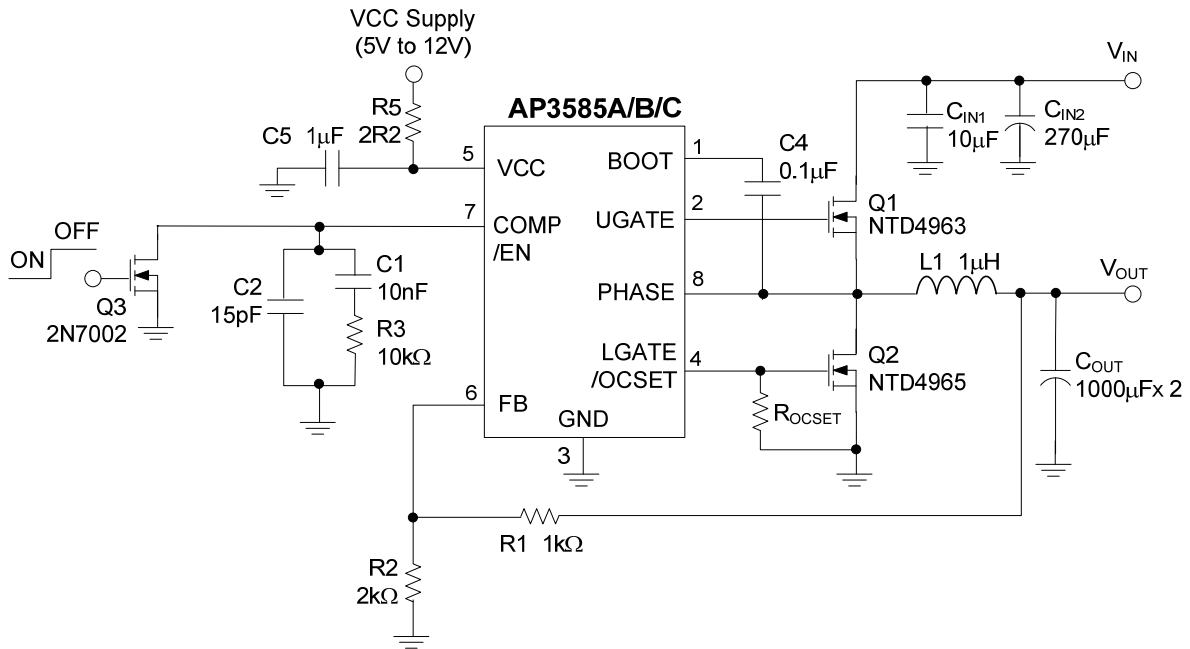 VCC Supply
(5V to 12V)
R5
2R2
C5 1μF
AP3585A/B/C
VIN
CIN1
10μF
CIN2
270μF
5
VCC
BOOT
1
C4
0.1μF
7
COMP
/EN
UGATE
2
Q1
NTD4963
OFF
ON
Q3
2N7002
C2
15pF
C1
10nF
R3
10kΩ
PHASE
8
L1 1μH
VOUT
LGATE
/OCSET
4
Q2
NTD4965
COUT
1000μFx 2
ROCSET
6
FB
GND
3
R1 1kΩ
R2
2kΩ